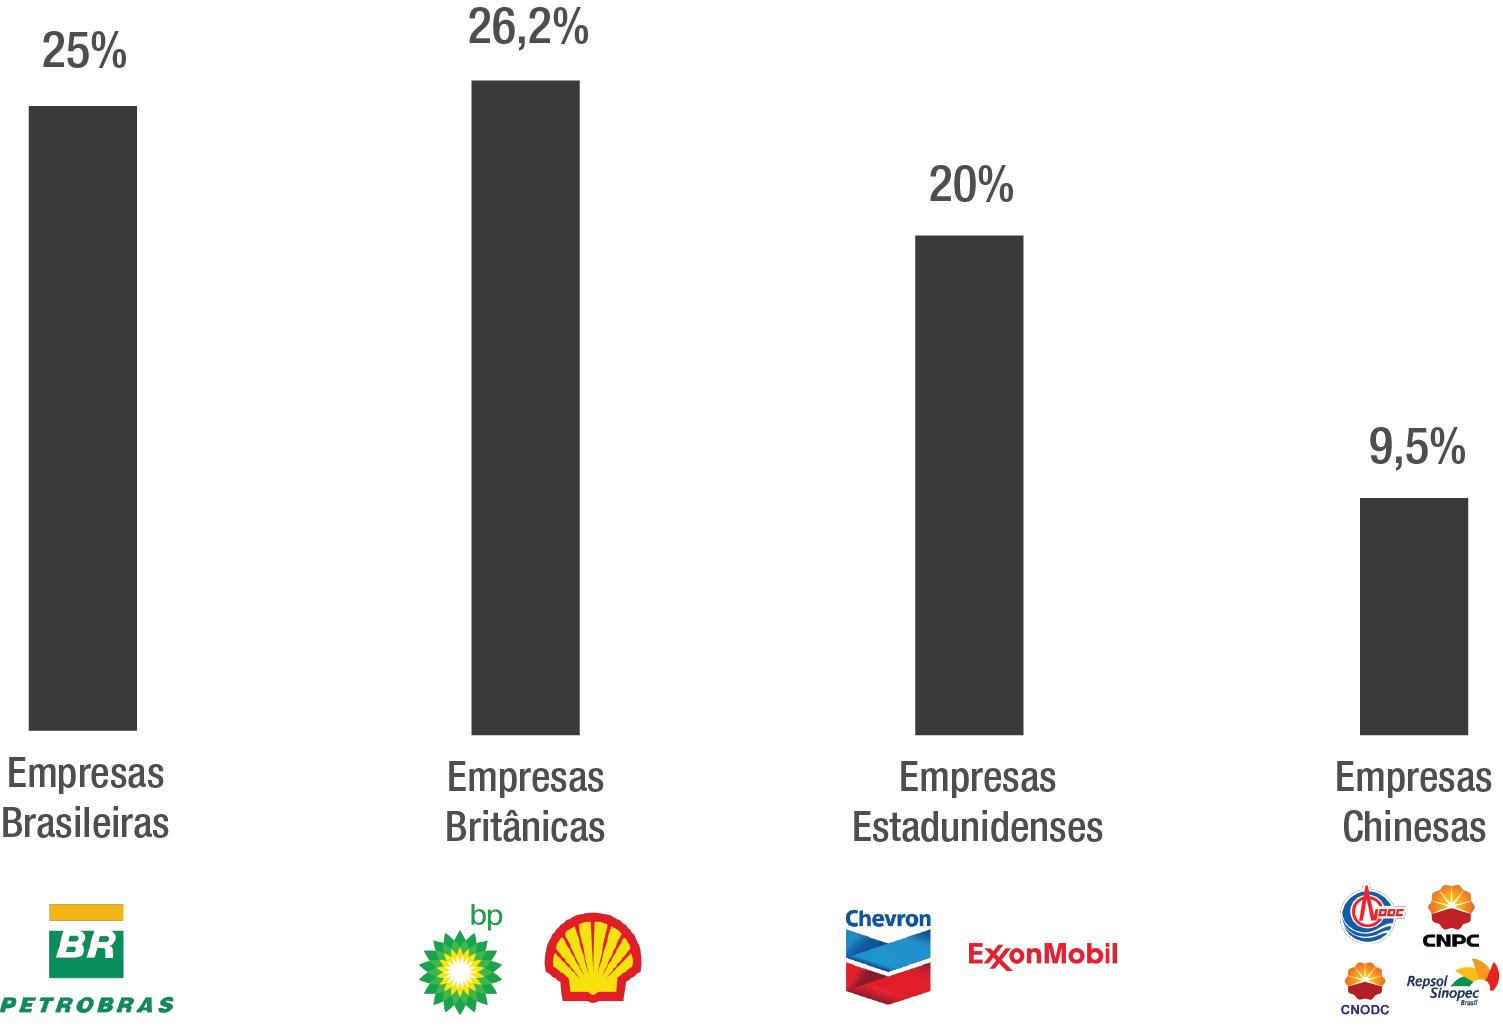 25%
26,2%
20%
9,5%
Empresas
Brasileiras
Empresas
Britânicas
Empresas
Estadunidenses
Empresas
Chinesas
BR
PETROBRAS
bp
Chevron
ExxonMobil
CNOOC
CNPC
CNODC
Repsol
Sinopec
Brasil